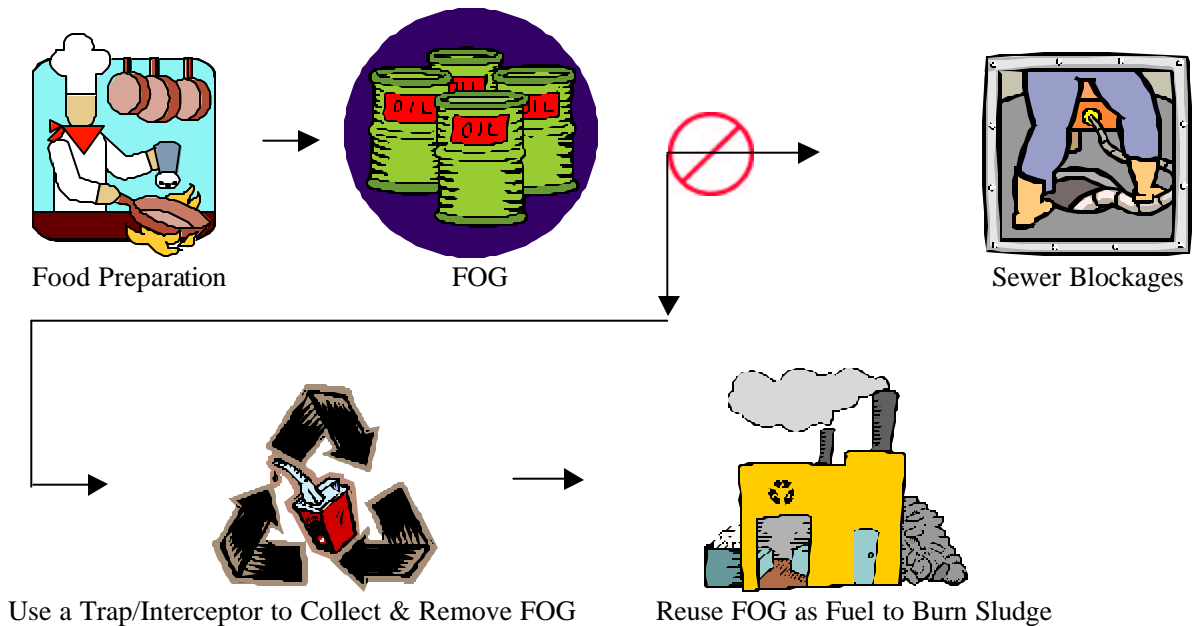 OIL
OIL
OIL
OIL
Food Preparation
FOG
Sewer Blockages
Use a Trap/Interceptor to Collect & Remove FOG
Reuse FOG as Fuel to Burn Sludge